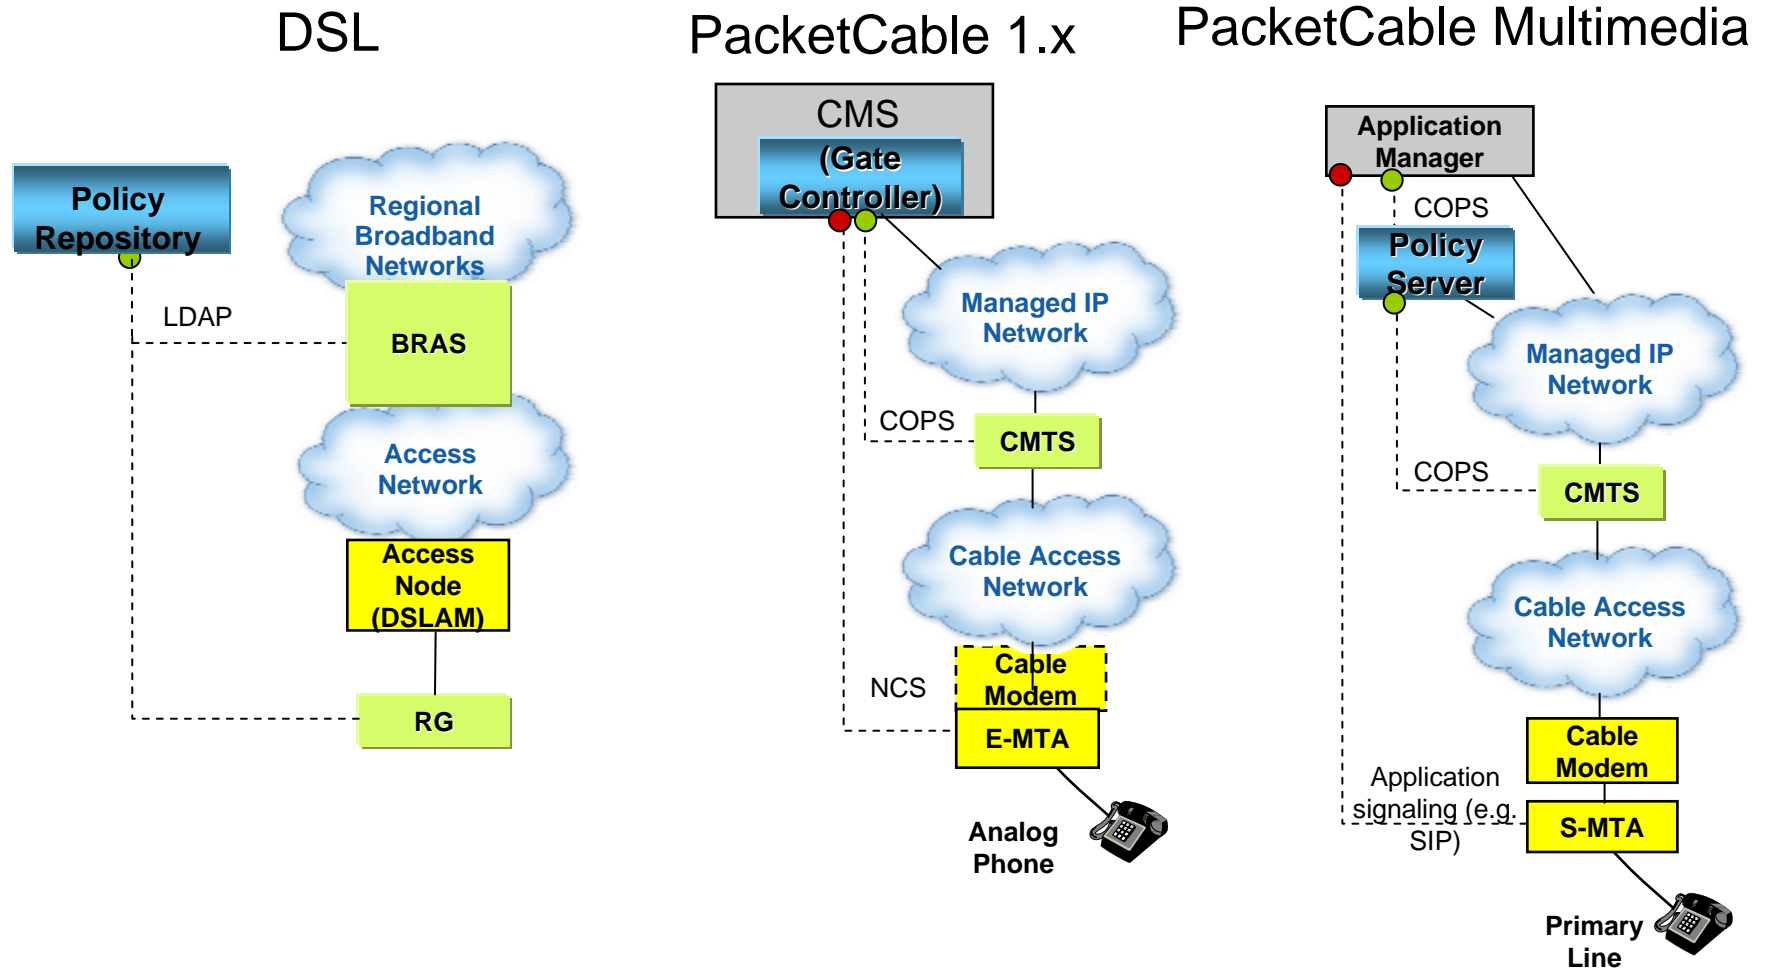 DSL
Policy
Repository
Regional
Broadband
Networks
LDAP
BRAS
Access
Network
Access
Node
(DSLAM)
RG
PacketCable 1.x
CMS
(Gate
Controller)
Managed IP
Network
COPS
CMTS
Cable Access
Network
NCS
Cable
Modem
E-MTA
Analog
Phone
PacketCable Multimedia
Application
Manager
COPS
Policy
Server
Managed IP
Network
COPS
CMTS
Cable Access
Network
Cable
Modem
Application
signaling (e.g.
SIP)
S-MTA
Primary
Line